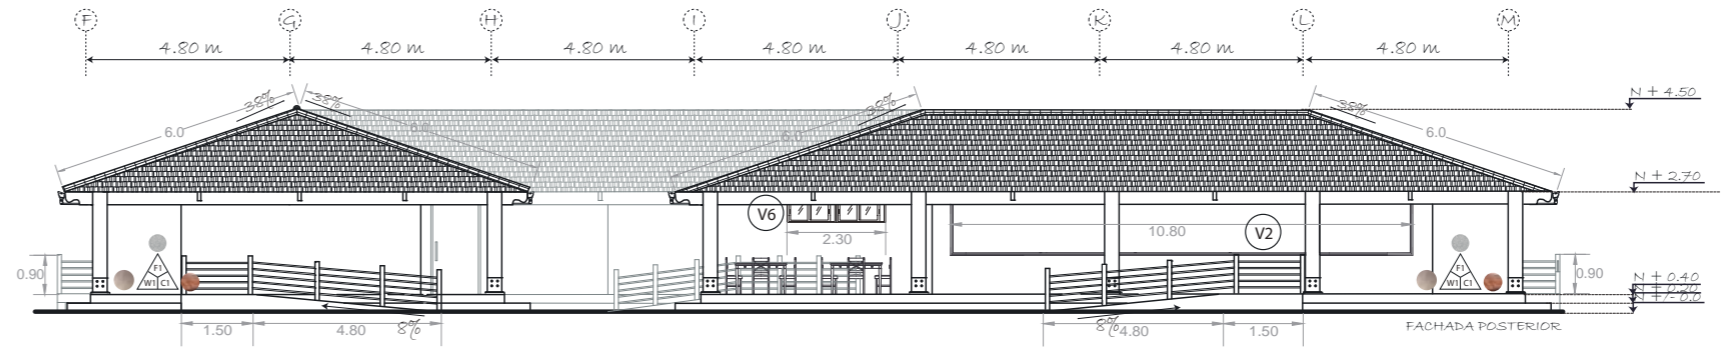 F G H I J K L M
4.80 m 4.80 m 4.80 m 4.80 m 4.80 m 4.80 m 4.80 m
38% 38% 38% 38%
N + 4.50
6.0 6.0 6.0 6.0
N + 2.70
V6
2.30
10.80
V2
0.90
F1
W1 C1
F1
W1 C1
0.90
N + 0.40
N + 0.20
N +/- 0.0
1.50 4.80 8%
8% 4.80 1.50
FACHADA POSTERIOR